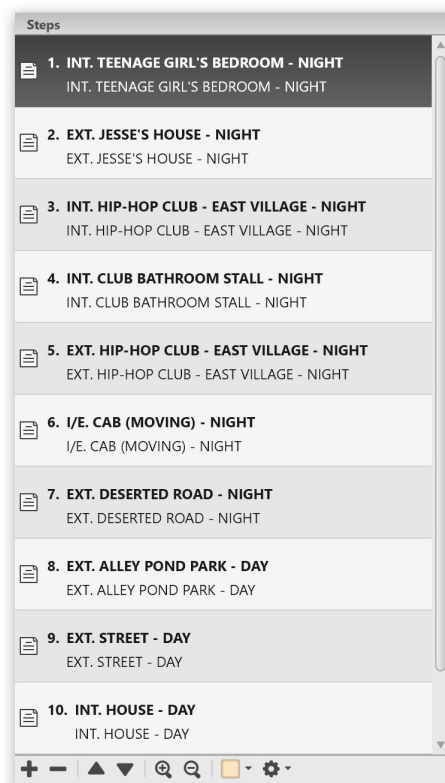 Steps
1. INT. TEENAGE GIRL'S BEDROOM - NIGHT
INT. TEENAGE GIRL'S BEDROOM - NIGHT
2. EXT. JESSE'S HOUSE - NIGHT
EXT. JESSE'S HOUSE - NIGHT
3. INT. HIP-HOP CLUB - EAST VILLAGE - NIGHT
INT. HIP-HOP CLUB - EAST VILLAGE - NIGHT
4. INT. CLUB BATHROOM STALL - NIGHT
INT. CLUB BATHROOM STALL - NIGHT
5. EXT. HIP-HOP CLUB - EAST VILLAGE - NIGHT
EXT. HIP-HOP CLUB - EAST VILLAGE - NIGHT
6. I/E. CAB (MOVING) - NIGHT
I/E. CAB (MOVING) - NIGHT
7. EXT. DESERTED ROAD - NIGHT
EXT. DESERTED ROAD - NIGHT
8. EXT. ALLEY POND PARK - DAY
EXT. ALLEY POND PARK - DAY
9. EXT. STREET - DAY
EXT. STREET - DAY
10. INT. HOUSE - DAY
INT. HOUSE - DAY